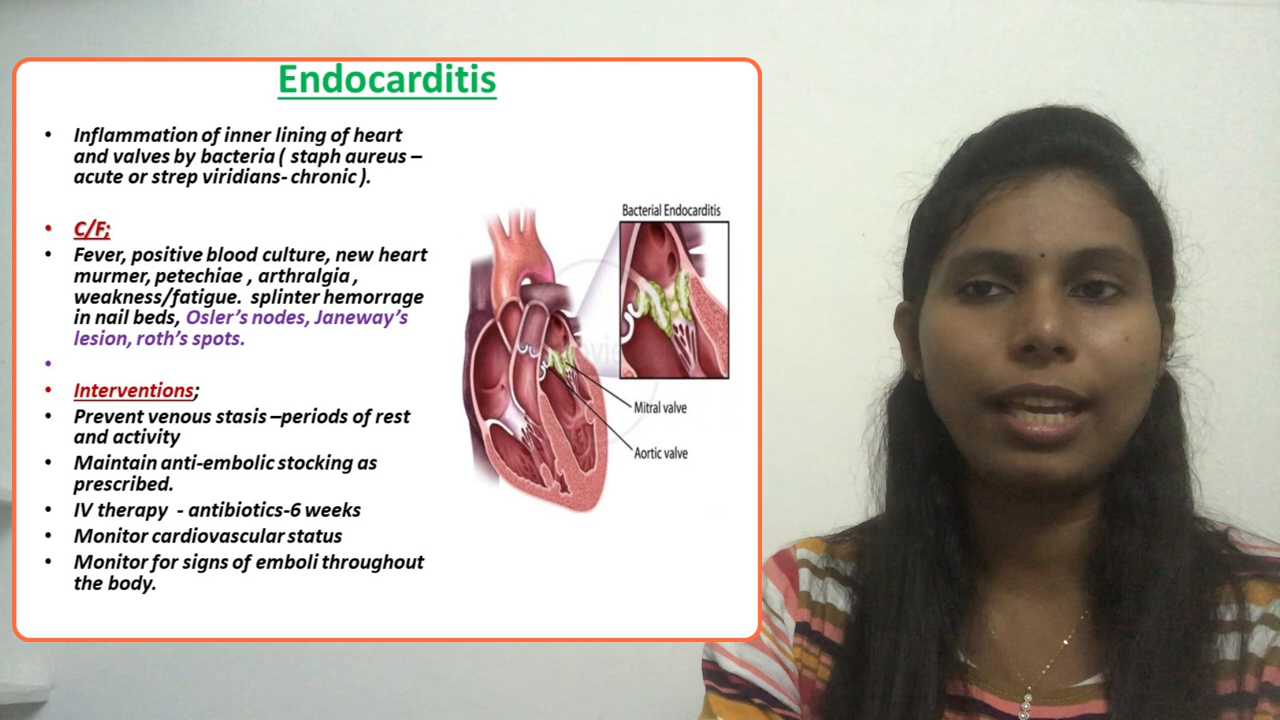 Endocarditis
• Inflammation of inner lining of heart
and valves by bacteria ( staph aureus –
acute or strep viridians- chronic ).
• C/F;
• Fever, positive blood culture, new heart
murmer, petechiae , arthralgia ,
weakness/fatigue. splinter hemorrage
in nail beds, Osler's nodes, Janeway's
lesion, roth's spots.
•
• Interventions;
• Prevent venous stasis –periods of rest
and activity
• Maintain anti-embolic stocking as
prescribed.
• IV therapy - antibiotics-6 weeks
• Monitor cardiovascular status
• Monitor for signs of emboli throughout
the body.
Bacterial Endocarditis
Mitral valve
Aortic valve